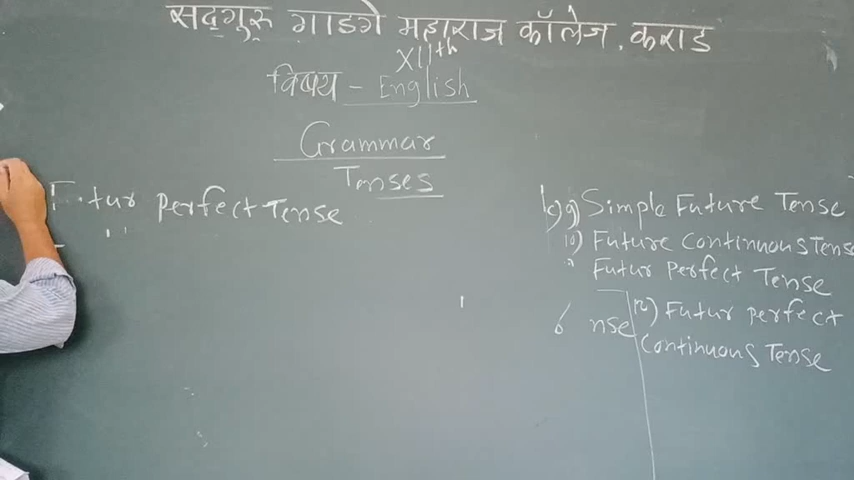 सद्गुरु गाडगे महाराज कॉलेज, कराड
XIIth
विषय - English
Grammar
Tenses
Futur Perfect Tense
9) Simple Future Tense
10) Future Continuous Tense
Futur Perfect Tense
12) Futur perfect
Continuous Tense
nse